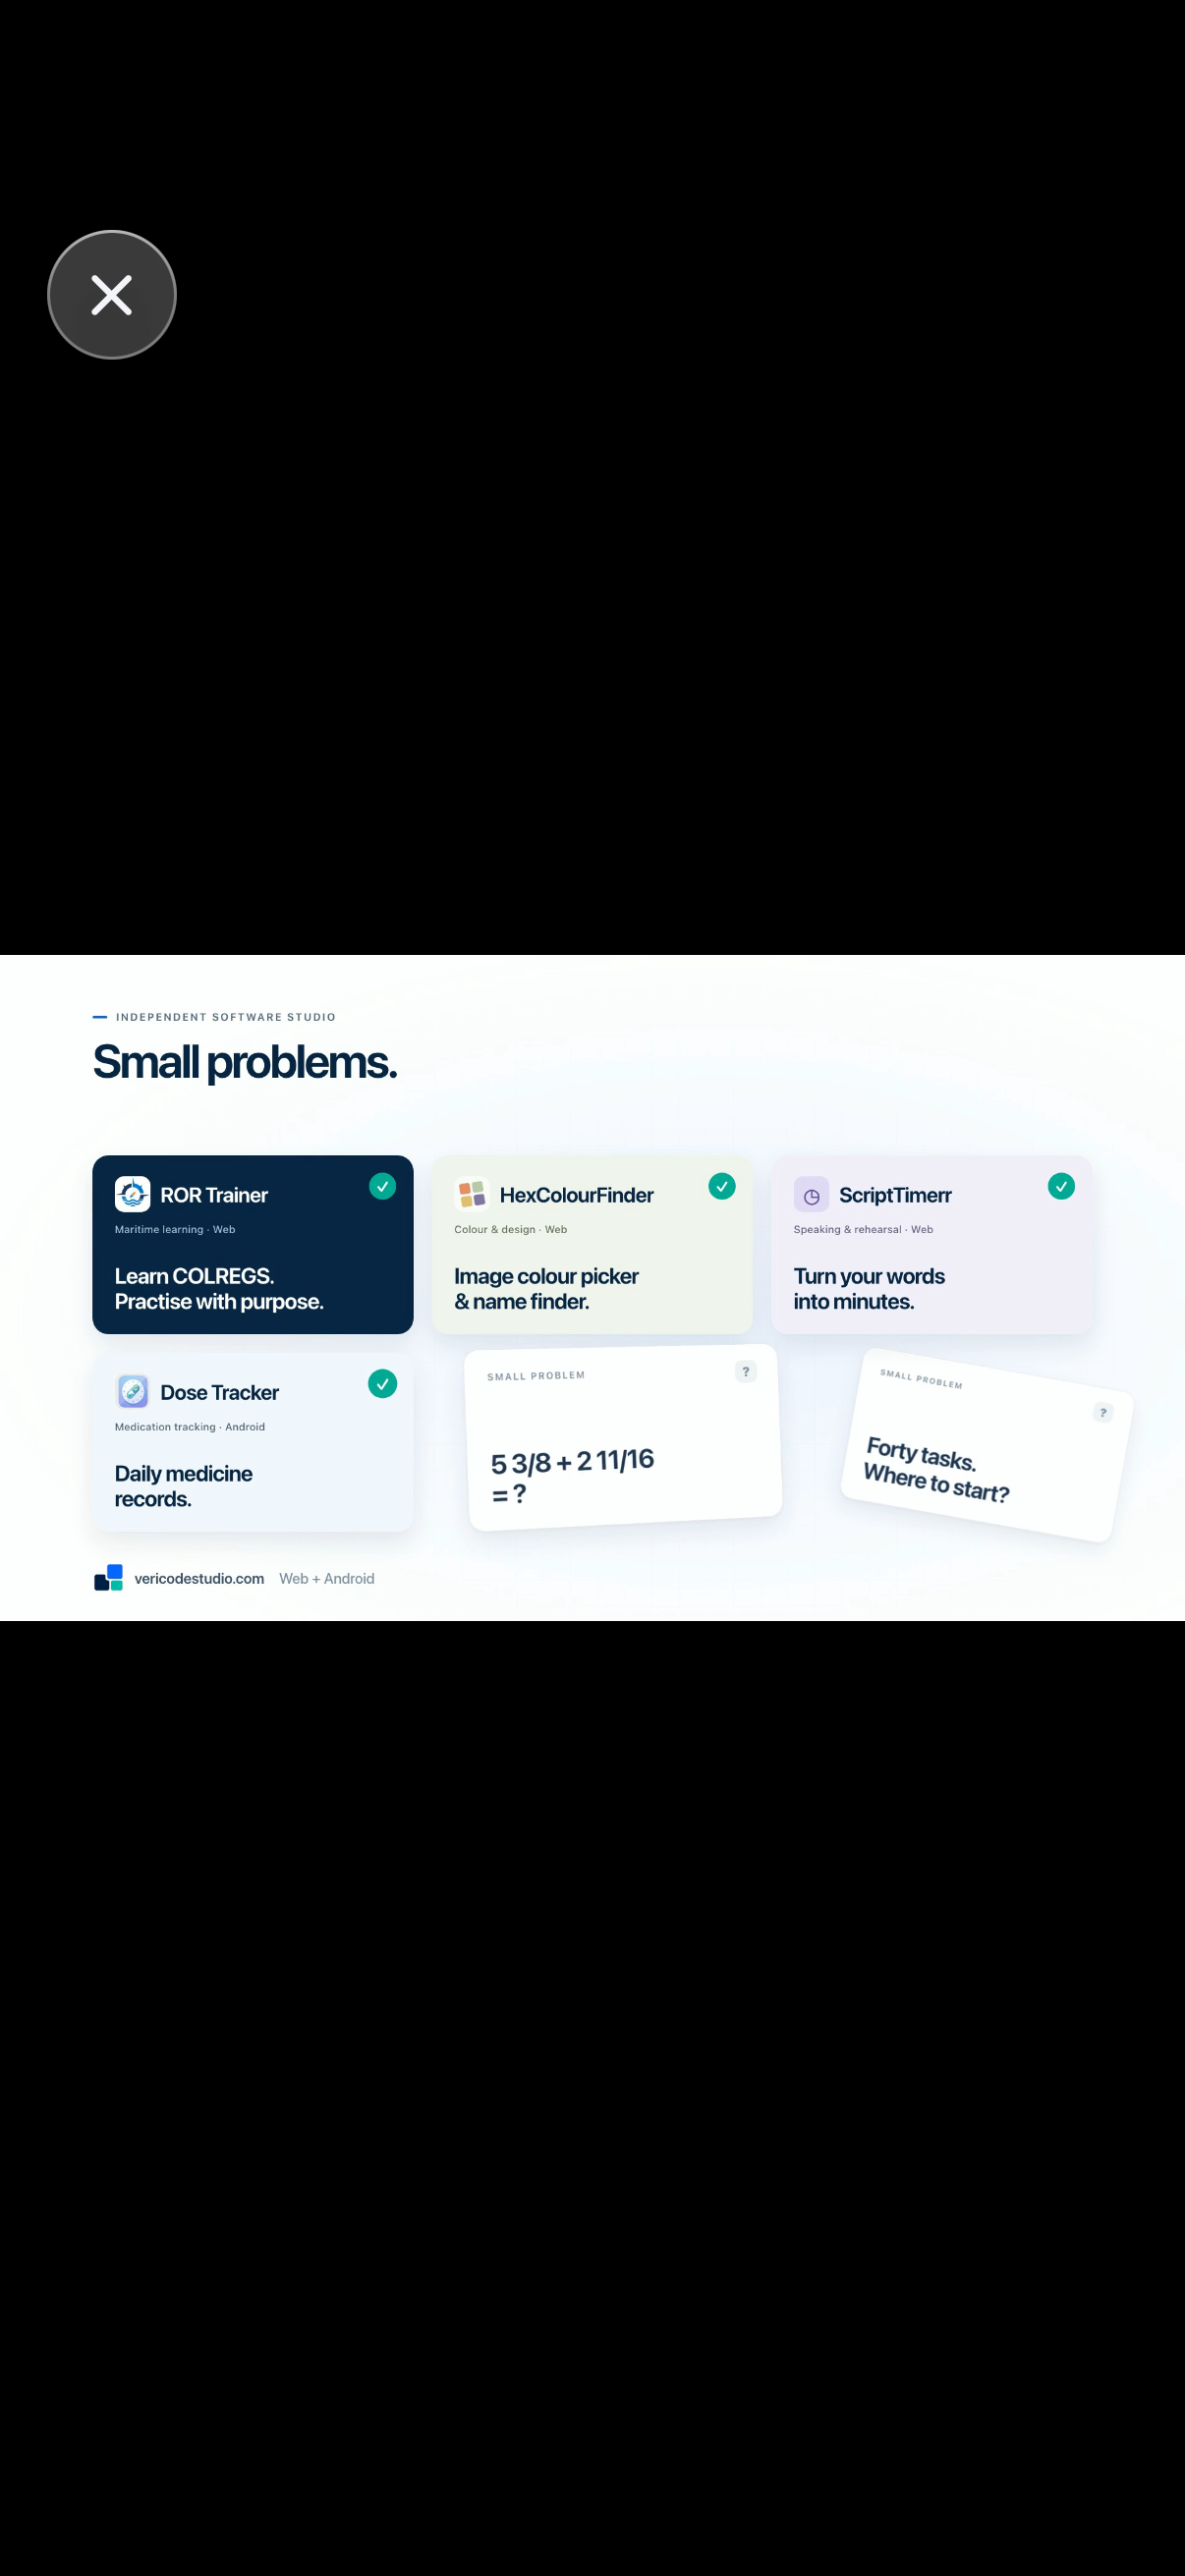 INDEPENDENT SOFTWARE STUDIO
Small problems.
ROR Trainer
Maritime learning · Web
Learn COLREGS.
Practise with purpose.
HexColourFinder
Colour & design · Web
Image colour picker
& name finder.
ScriptTimerr
Speaking & rehearsal · Web
Turn your words
into minutes.
Dose Tracker
Medication tracking · Android
Daily medicine
records.
SMALL PROBLEM
?
5 3/8 + 2 11/16
= ?
SMALL PROBLEM
?
Forty tasks.
Where to start?
vericodestudio.com Web + Android